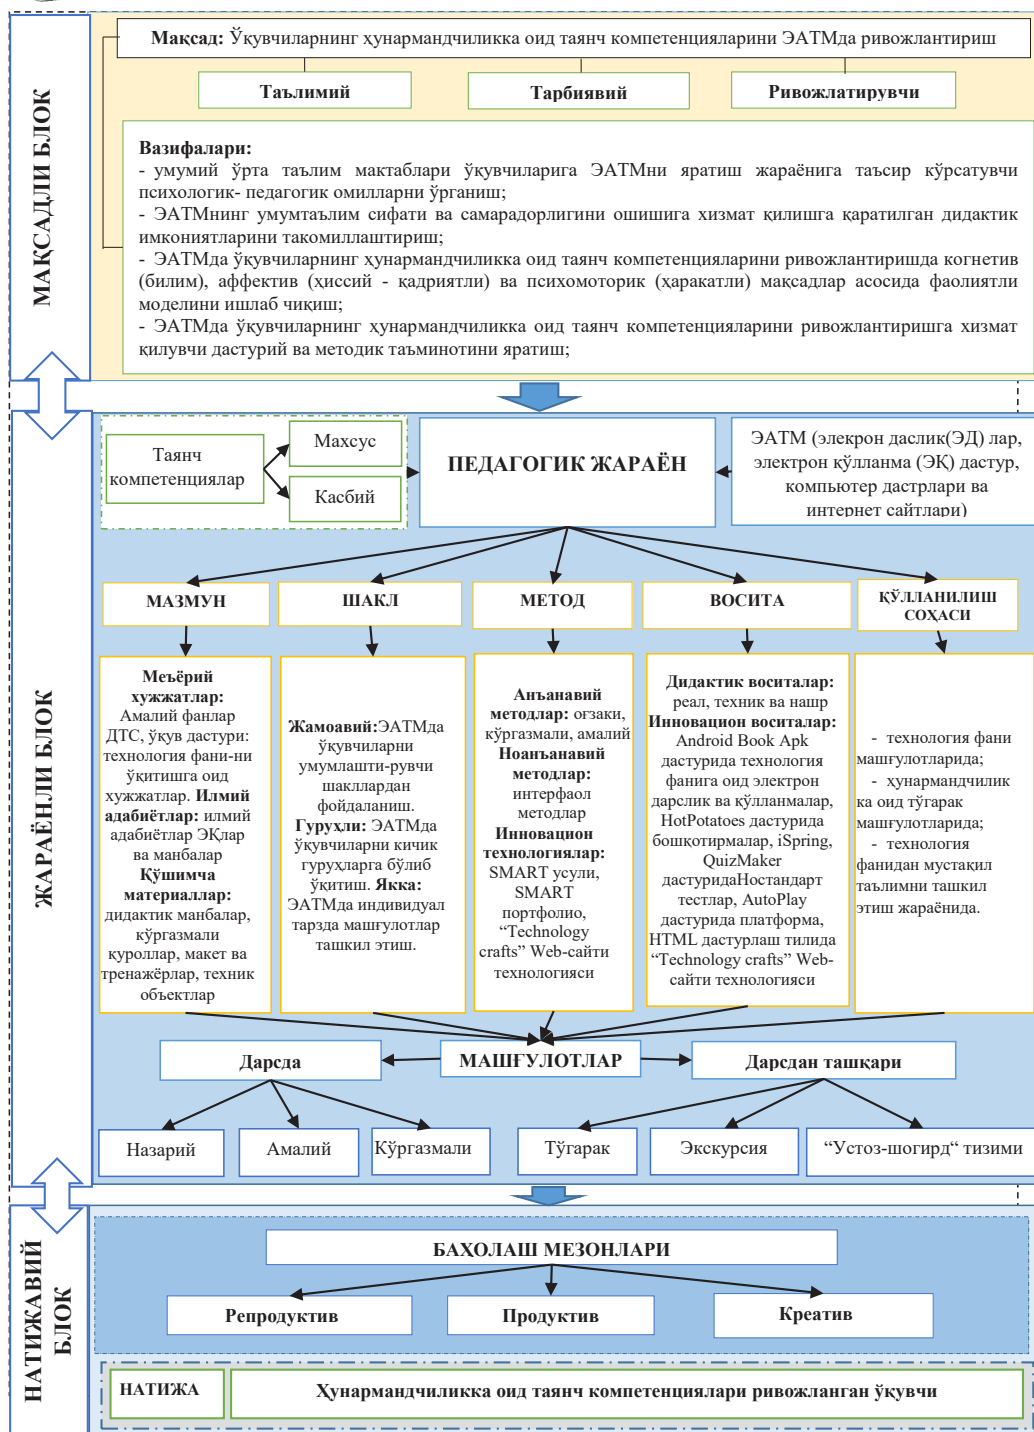 МАҚСАДЛИ БЛОК
Мақсад: Ўқувчиларнинг ҳунармандчиликка оид таянч компетенцияларини ЭАТМда ривожлантириш
Таълимий
Тарбиявий
Ривожлатирувчи
Вазифалари:
- умумий ўрта таълим мактаблари ўқувчиларига ЭАТМни яратиш жараёнига таъсир кўрсатувчи
психологик- педагогик омилларни ўрганиш;
- ЭАТМнинг умумтаълим сифати ва самарадорлигини ошишига хизмат қилишга қаратилган дидактик
имкониятларини такомиллаштириш;
- ЭАТМда ўқувчиларнинг ҳунармандчиликка оид таянч компетенцияларини ривожлантиришда когнетив
(билим), аффектив (ҳиссий - қадриятли) ва психомоторик (ҳаракатли) мақсадлар асосида фаолиятли
моделини ишлаб чиқиш;
- ЭАТМда ўқувчиларнинг ҳунармандчиликка оид таянч компетенцияларини ривожлантиришга хизмат
қилувчи дастурий ва методик таъминотини яратиш;
ЖАРАЁНЛИ БЛОК
Таянч
компетенциялар
Махсус
Касбий
ПЕДАГОГИК ЖАРАЁН
ЭАТМ (элекрон даслик(ЭД) лар,
электрон қўлланма (ЭҚ) дастур,
компьютер дастрлари ва
интернет сайтлари)
МАЗМУН
ШАКЛ
МЕТОД
ВОСИТА
ҚЎЛЛАНИЛИШ
СОҲАСИ
Меъёрий
хужжатлар:
Амалий фанлар
ДТС, ўқув дастури:
технология фани-ни
ўқитишга оид
хужжатлар. Илмий
адабиётлар: илмий
адабиётлар ЭҚлар
ва манбалар
Қўшимча
материаллар:
дидактик манбалар,
кўргазмали
қуроллар, макет ва
тренажёрлар, техник
объектлар
Жамоавий:ЭАТМда
ўқувчиларни
умумлашти-рувчи
шакллардан
фойдаланиш.
Гуруҳли: ЭАТМда
ўқувчиларни кичик
гуруҳларга бўлиб
ўқитиш. Якка:
ЭАТМда индивидуал
тарзда машғулотлар
ташкил этиш.
Анъанавий
методлар: оғзаки,
кўргазмали, амалий
Ноанъанавий
методлар:
интерфаол
методлар
Инновацион
технологиялар:
SMART усули,
SMART
портфолио,
“Technology
crafts” Web-сайти
технологияси
Дидактик воситалар:
реал, техник ва нашр
Инновацион воситалар:
Android Book Apk
дастурида технология
фанига оид электрон
дарслик ва қўлланмалар,
HotPotatoes дастурида
бошқотирмалар, iSpring,
QuizMaker
дастуридаНостандарт
тестлар, AutoPlay
дастурида платформа,
HTML дастурлаш тилида
“Technology crafts” Web-
сайти технологияси
- технология фани
машғулотларида;
- ҳунармандчилик
ка оид тўгарак
машғулотларида;
- технология
фанидан мустақил
таълимни ташкил
этиш жараёнида.
Дарсда
МАШҒУЛОТЛАР
Дарсдан ташқари
Назарий
Амалий
Кўргазмали
Тўгарак
Экскурсия
“Устоз-шогирд“ тизими
НАТИЖАВИЙ
БЛОК
БАҲОЛАШ МЕЗОНЛАРИ
Репродуктив
Продуктив
Креатив
НАТИЖА
Ҳунармандчиликка оид таянч компетенциялари ривожланган ўқувчи